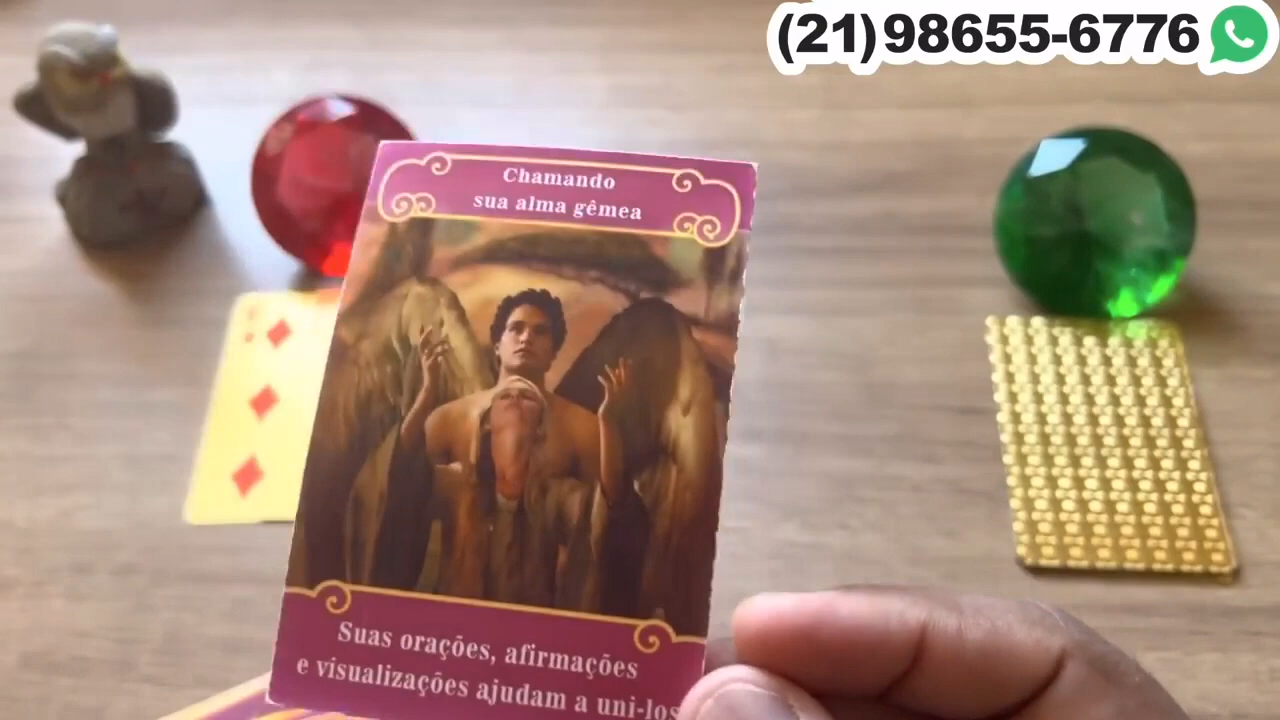 (21)98655-6776
Chamando
sua alma gêmea
Suas orações, afirmações
e visualizações ajudam a uni-los